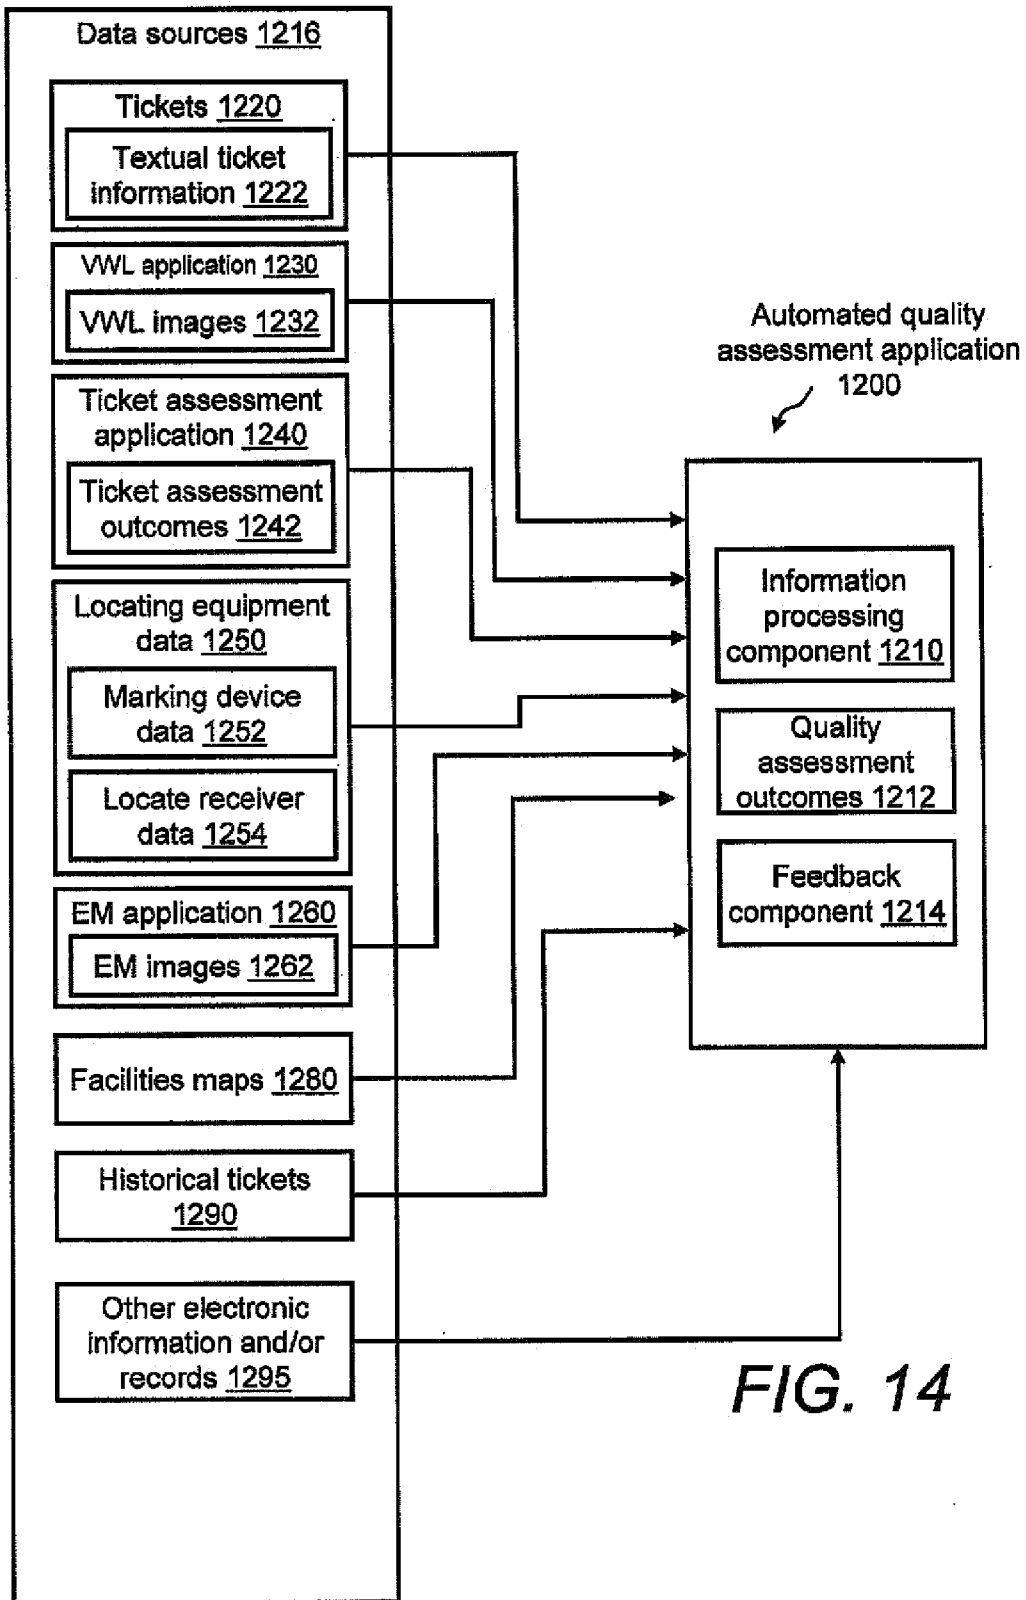 Data sources 1216
Tickets 1220
Textual ticket
information 1222
VWL application 1230
VWL images 1232
Ticket assessment
application 1240
Ticket assessment
outcomes 1242
Locating equipment
data 1250
Marking device
data 1252
Locate receiver
data 1254
EM application 1260
EM images 1262
Facilities maps 1280
Historical tickets
1290
Other electronic
information and/or
records 1295
Automated quality
assessment application
1200
Information
processing
component 1210
Quality
assessment
outcomes 1212
Feedback
component 1214
FIG. 14